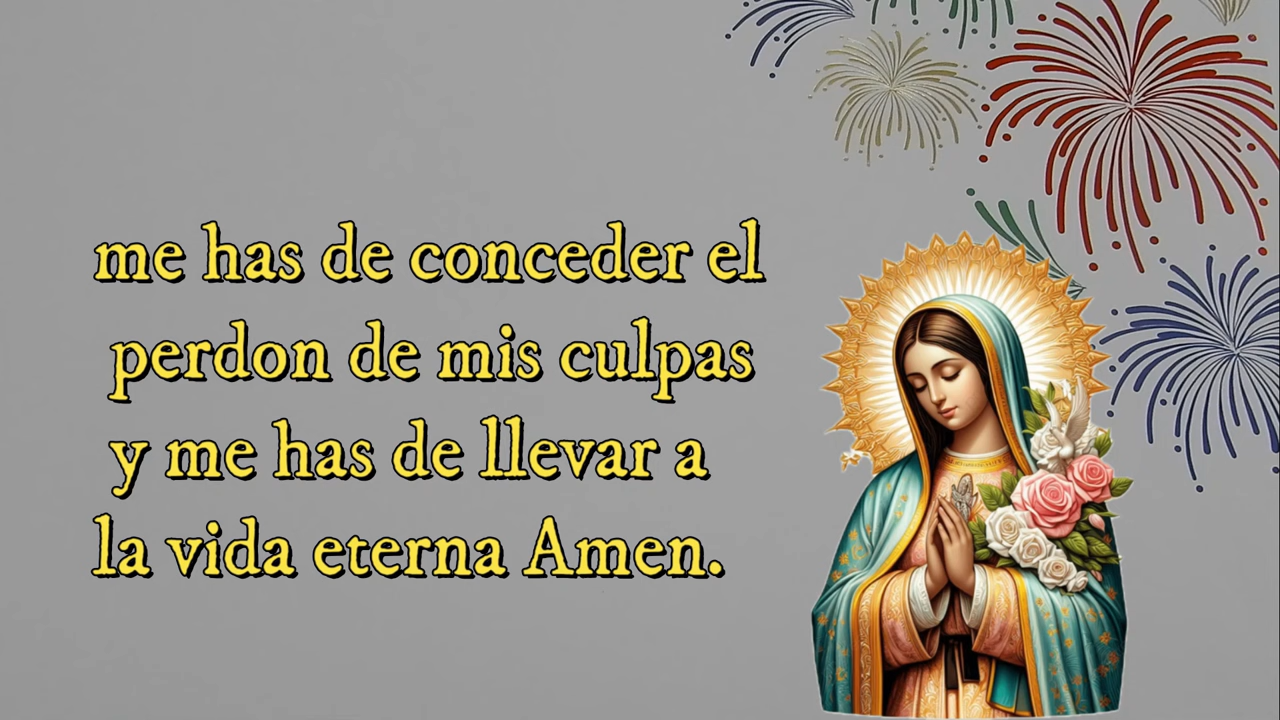 me has de conceder el
perdon de mis culpas
y me has de llevar a
la vida eterna Amen.